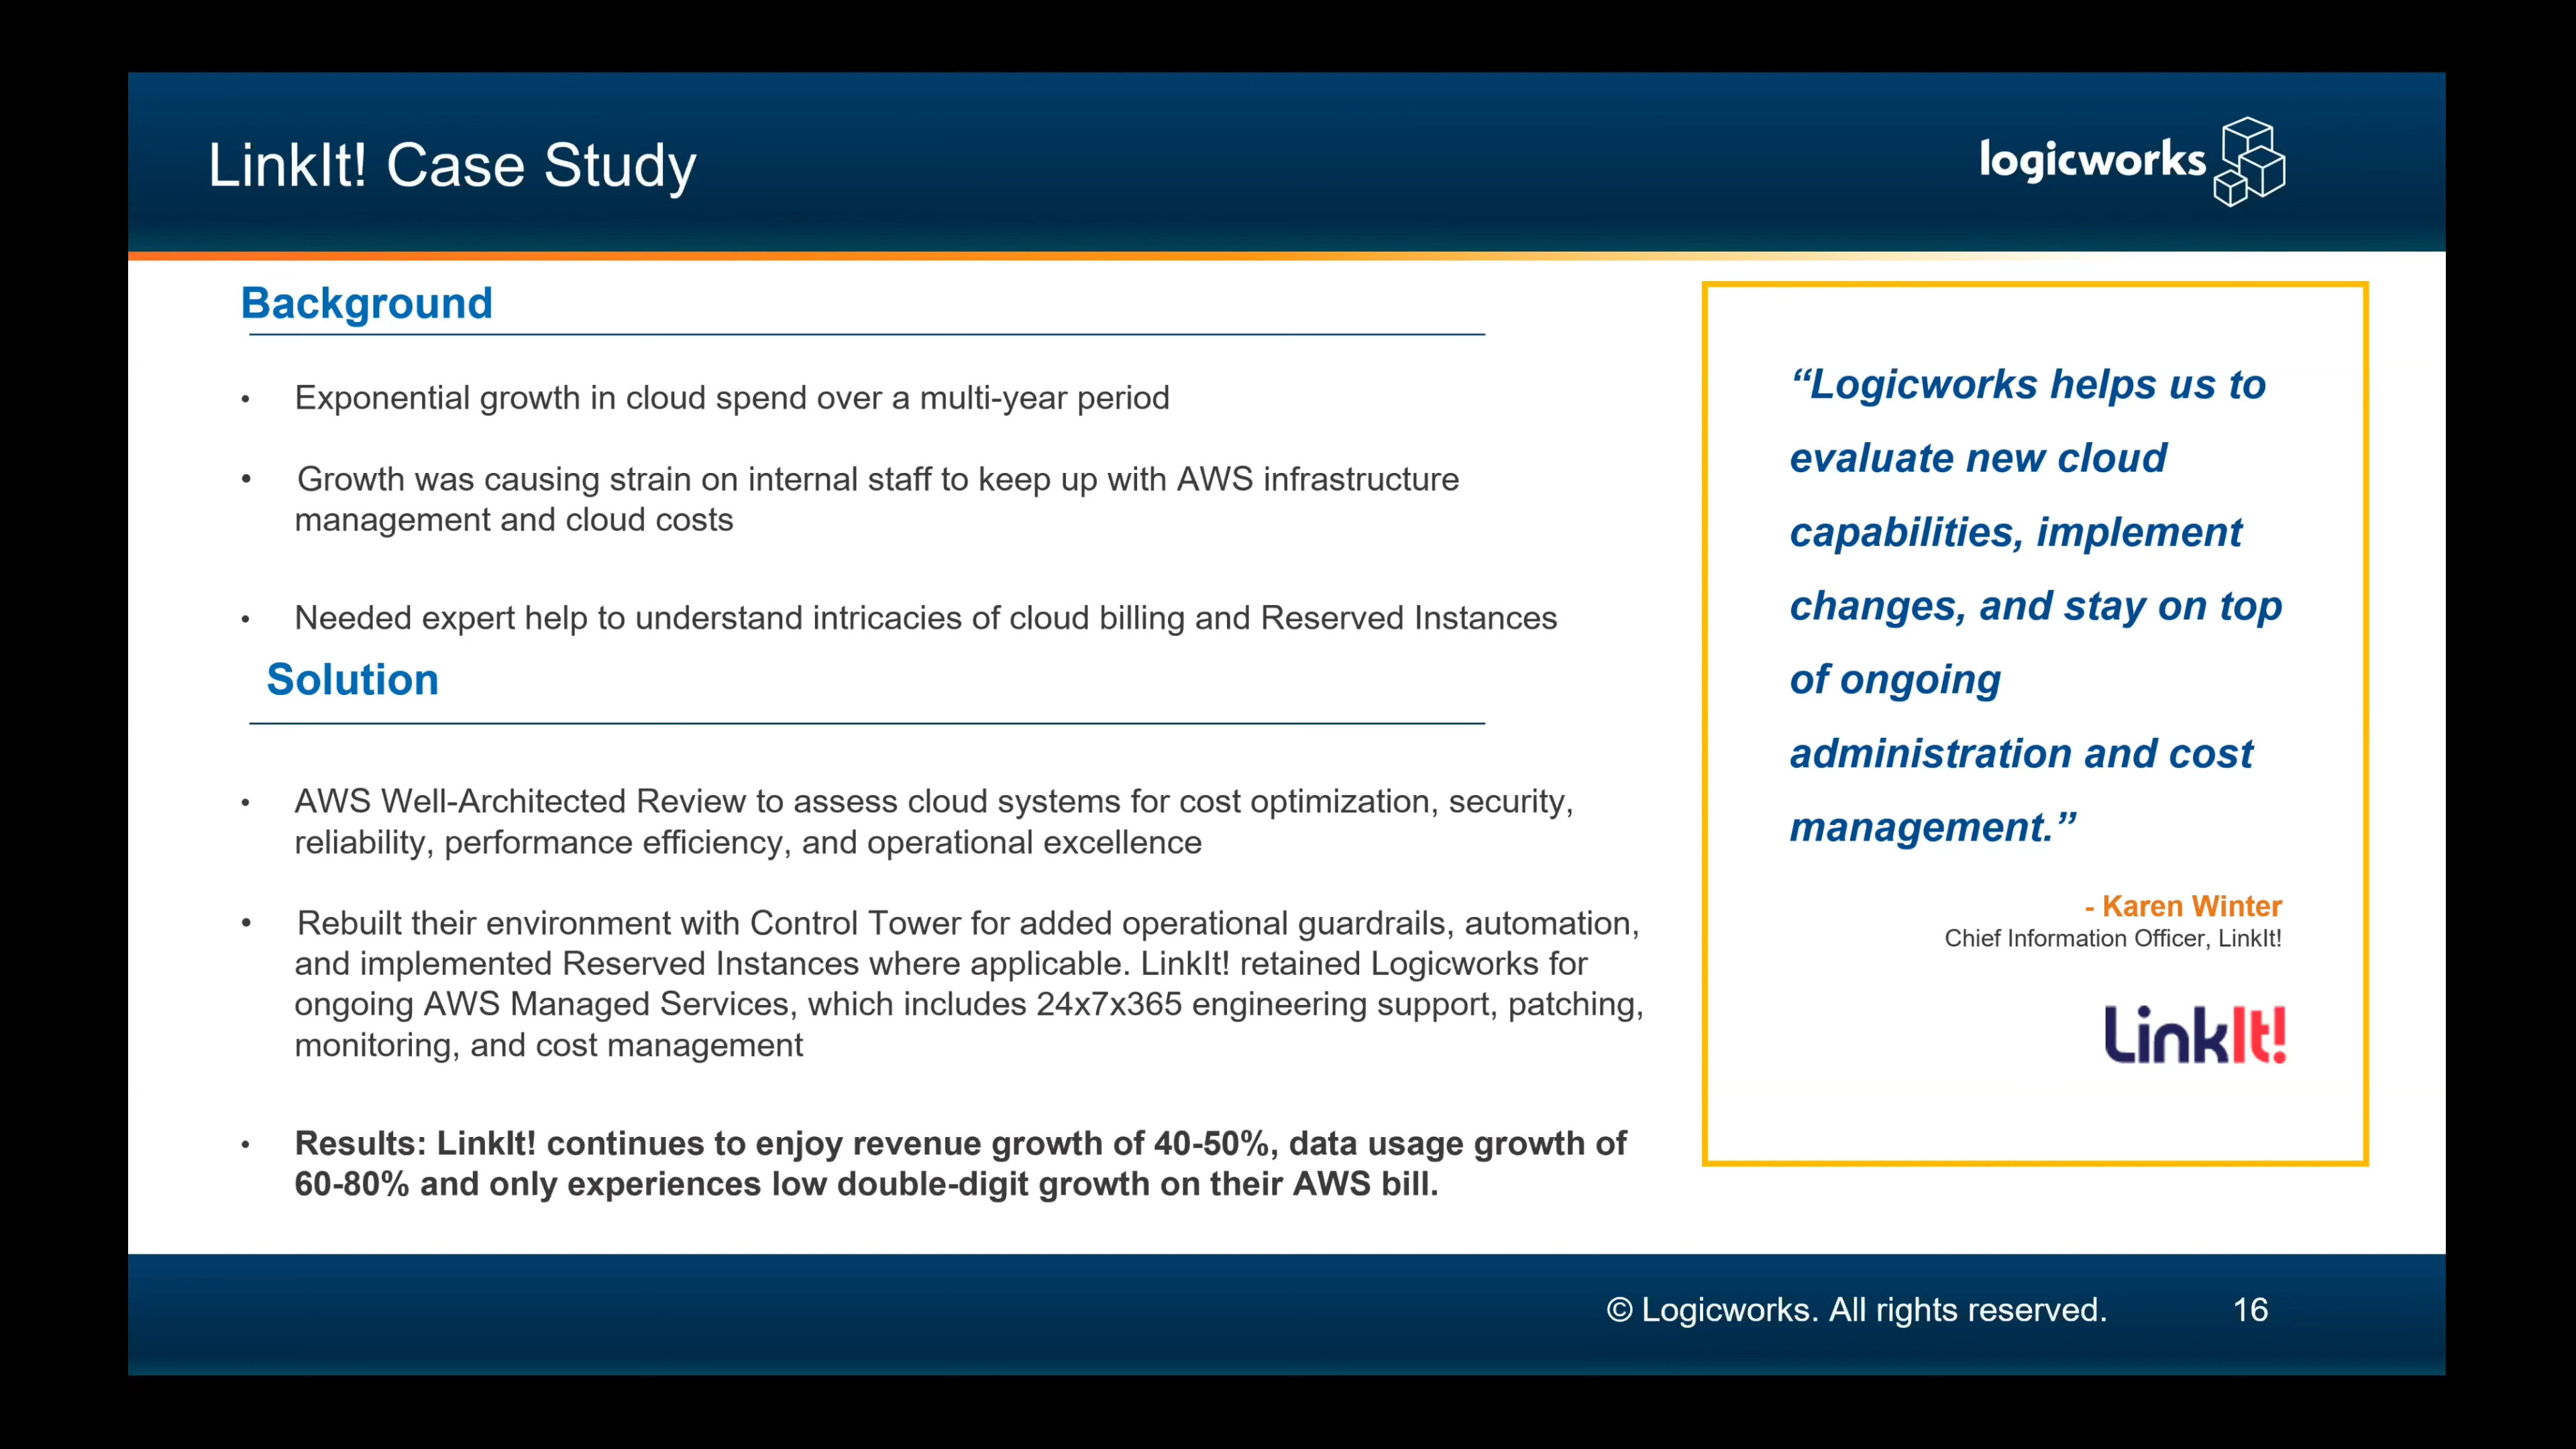 LinkIt! Case Study
logicworks
Background
• Exponential growth in cloud spend over a multi-year period
• Growth was causing strain on internal staff to keep up with AWS infrastructure
management and cloud costs
• Needed expert help to understand intricacies of cloud billing and Reserved Instances
Solution
• AWS Well-Architected Review to assess cloud systems for cost optimization, security,
reliability, performance efficiency, and operational excellence
• Rebuilt their environment with Control Tower for added operational guardrails, automation,
and implemented Reserved Instances where applicable. LinkIt! retained Logicworks for
ongoing AWS Managed Services, which includes 24x7x365 engineering support, patching,
monitoring, and cost management
• Results: LinkIt! continues to enjoy revenue growth of 40-50%, data usage growth of
60-80% and only experiences low double-digit growth on their AWS bill.
“Logicworks helps us to
evaluate new cloud
capabilities, implement
changes, and stay on top
of ongoing
administration and cost
management.”
- Karen Winter
Chief Information Officer, LinkIt!
LinkIt!
© Logicworks. All rights reserved.
16